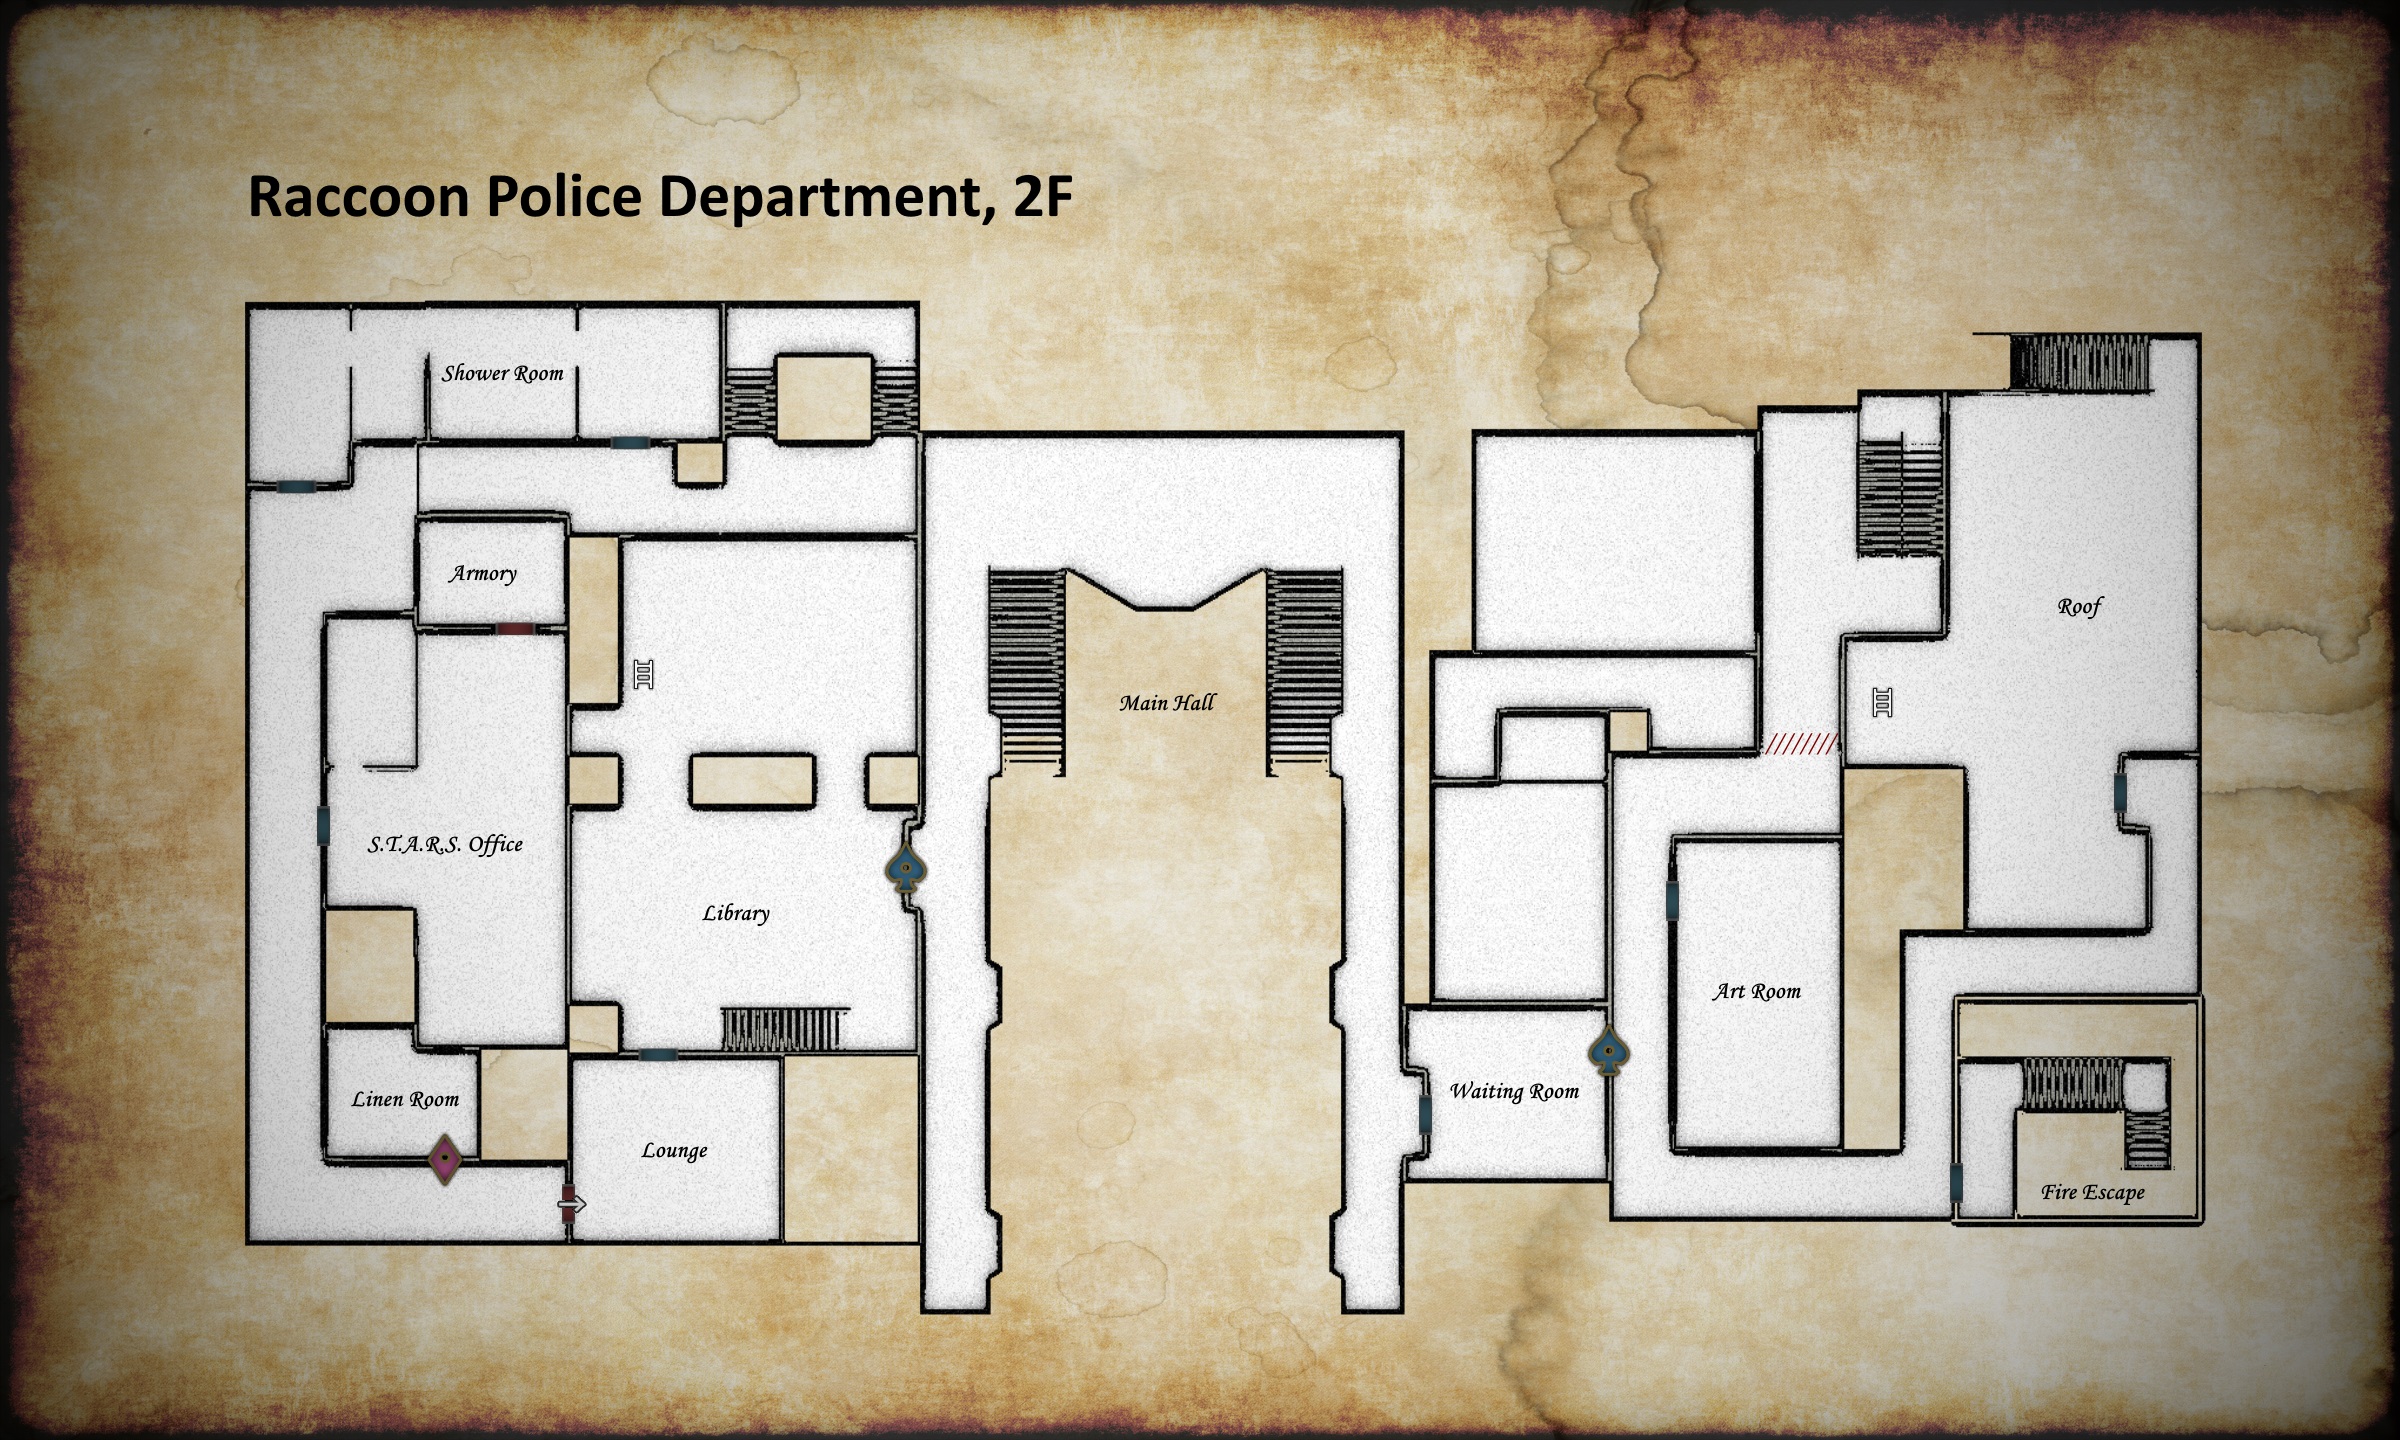 Raccoon Police Department, 2F
Shower Room
Armory
Roof
Main Hall
S.T.A.R.S. Office
Library
Art Room
Linen Room
Waiting Room
Lounge
Fire Escape